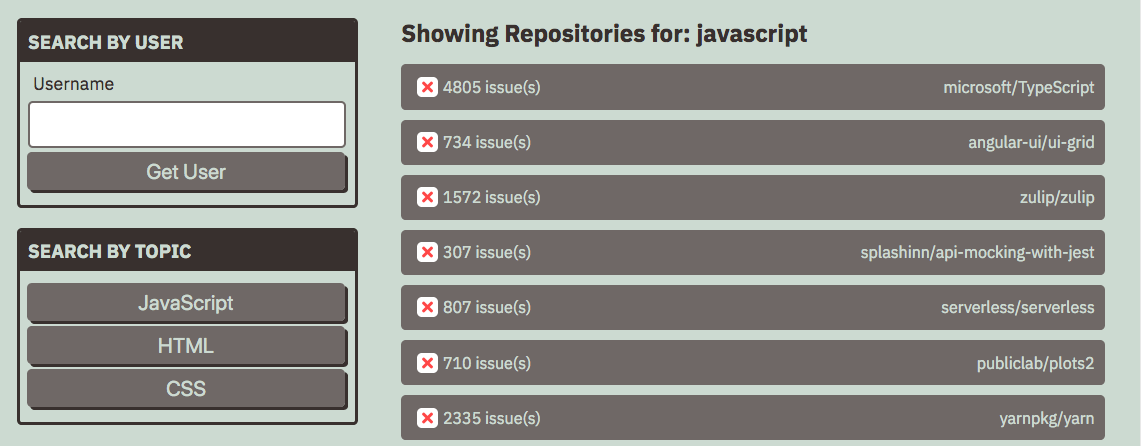 SEARCH BY USER
Username
Get User
SEARCH BY TOPIC
JavaScript
HTML
CSS
Showing Repositories for: javascript
4805 issue(s) microsoft/TypeScript
734 issue(s) angular-ui/ui-grid
1572 issue(s) zulip/zulip
307 issue(s) splashinn/api-mocking-with-jest
807 issue(s) serverless/serverless
710 issue(s) publiclab/plots2
2335 issue(s) yarnpkg/yarn